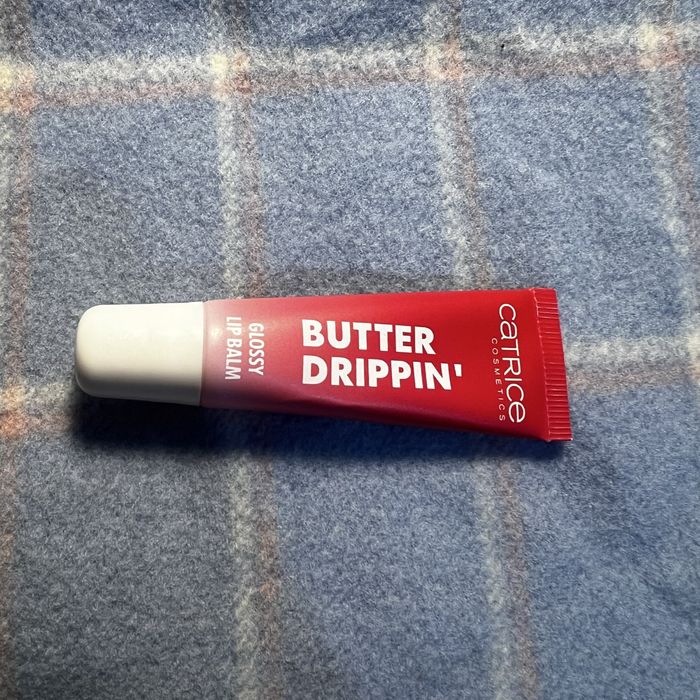 BUTTER
DRIPPIN'
GLOSSY
LIP BALM
CATRICE
COSMETICS